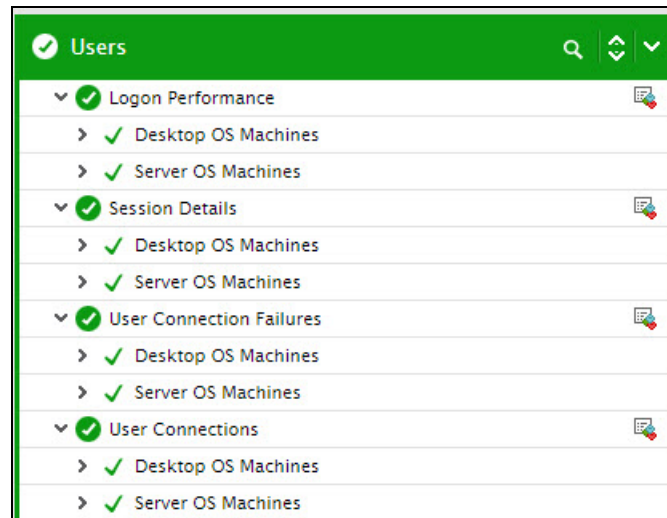 Users
Logon Performance
Desktop OS Machines
Server OS Machines
Session Details
Desktop OS Machines
Server OS Machines
User Connection Failures
Desktop OS Machines
Server OS Machines
User Connections
Desktop OS Machines
Server OS Machines